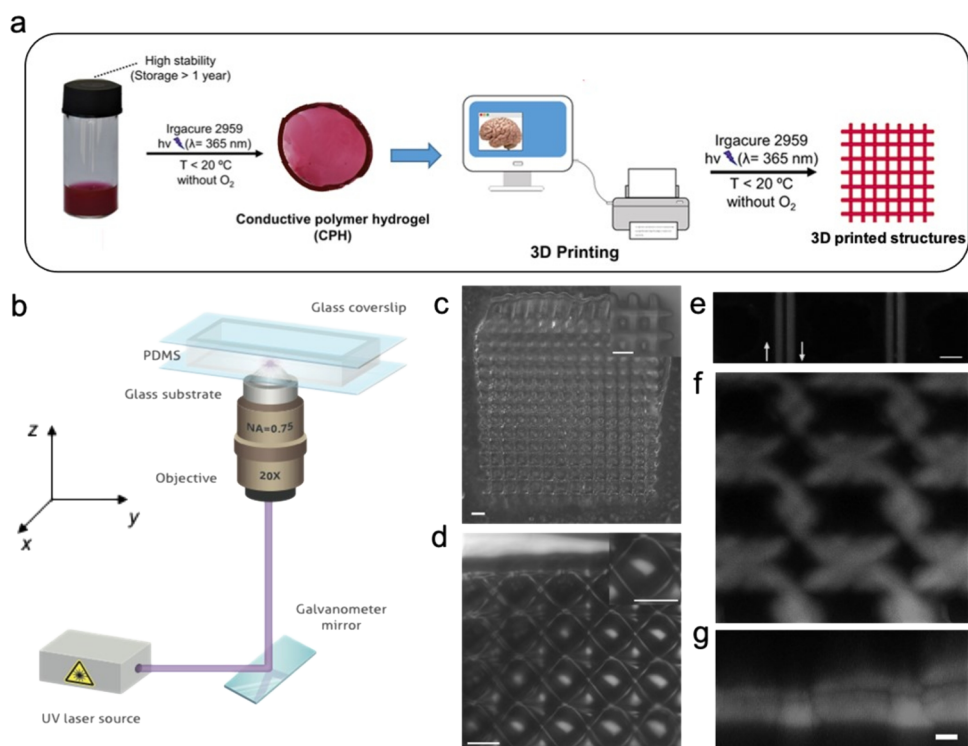 a
High stability
(Storage > 1 year)
Irgacure 2959
hv (λ= 365 nm)
T < 20 ºC
without O₂
Conductive polymer hydrogel
(CPH)
3D Printing
Irgacure 2959
hv (λ= 365 nm)
T < 20 ºC
without O₂
3D printed structures
b
Glass coverslip
PDMS
Glass substrate
NA=0.75
Objective
20X
z
y
x
Galvanometer
mirror
UV laser source
c
d
e
f
g